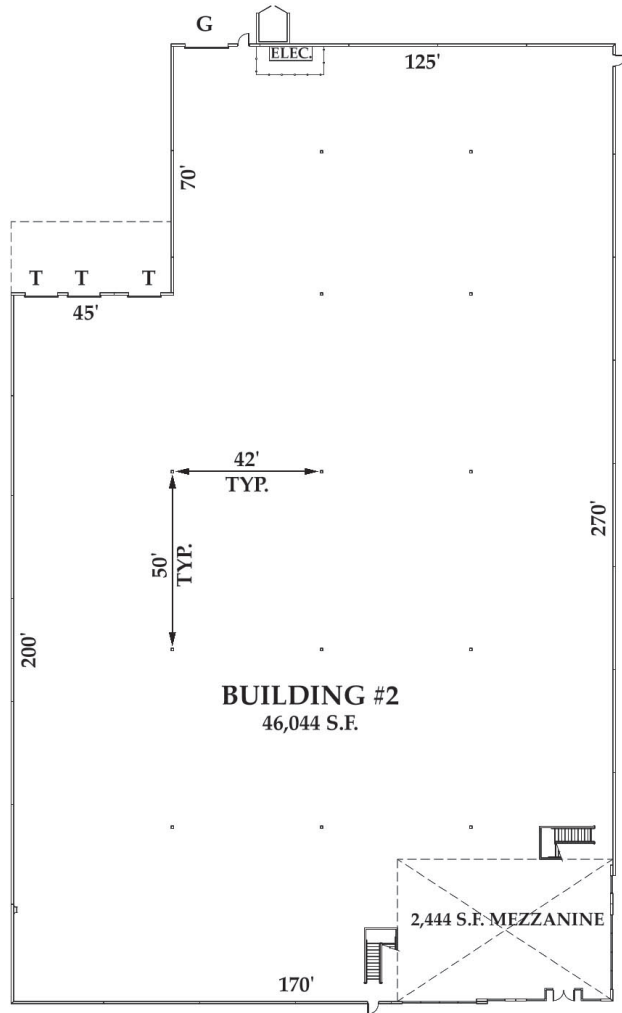 G
ELEC.
125'
70'
T T T
45'
42'
TYP.
50'
TYP.
270'
200'
BUILDING #2
46,044 S.F.
2,444 S.F. MEZZANINE
170'